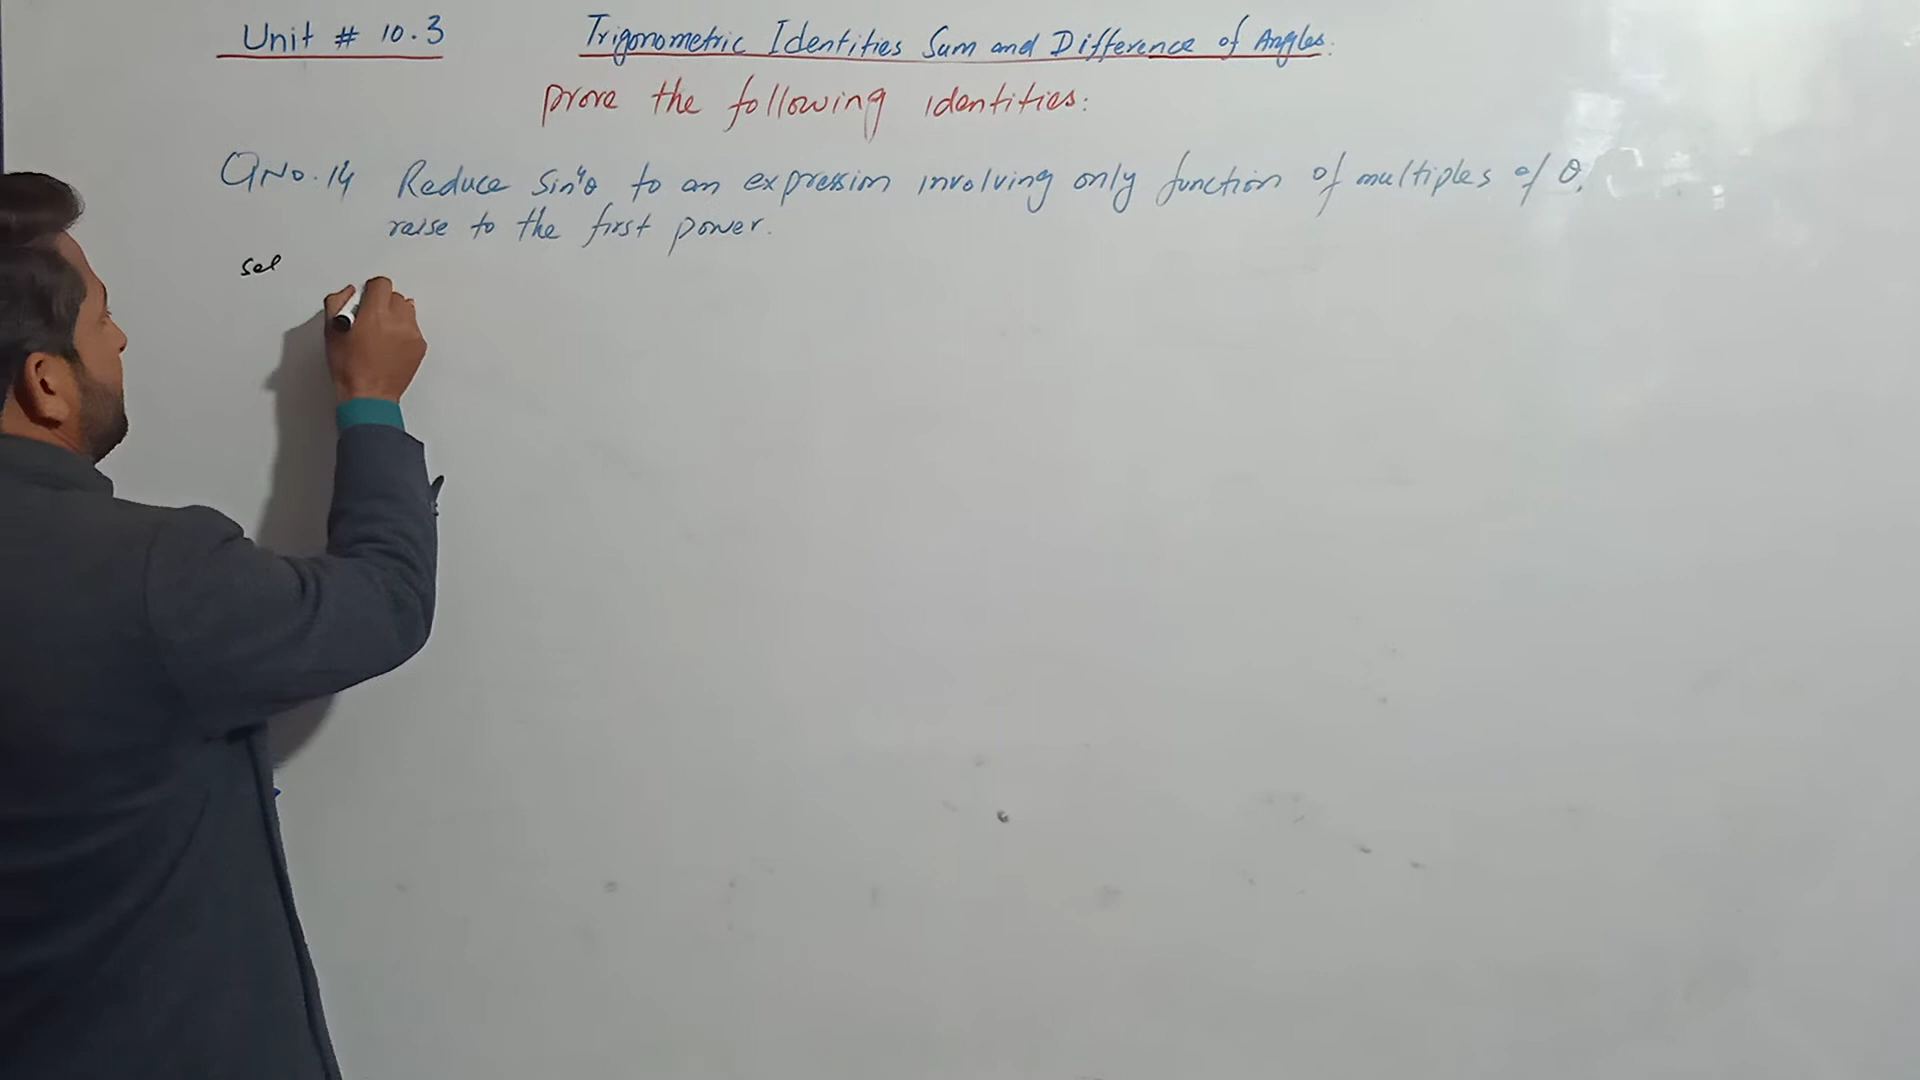 Unit # 10.3 Trigonometric Identities Sum and Difference of Angles.
Prove the following identities:
QNo.14 Reduce Sin⁴θ to an expression involving only function of multiples of θ,
raise to the first power.
Sol